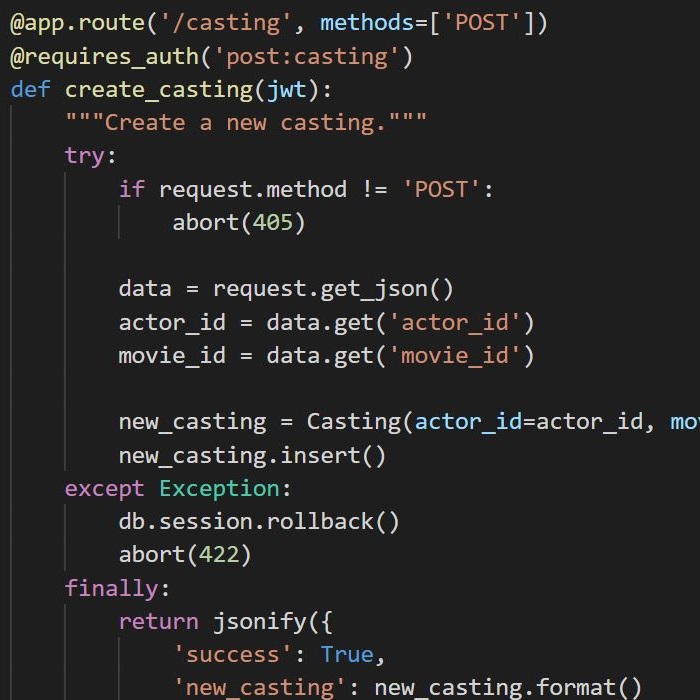 @app.route('/casting', methods=['POST'])
@requires_auth('post:casting')
def create_casting(jwt):
    """Create a new casting."""
    try:
        if request.method != 'POST':
            abort(405)

        data = request.get_json()
        actor_id = data.get('actor_id')
        movie_id = data.get('movie_id')

        new_casting = Casting(actor_id=actor_id, mov
        new_casting.insert()
    except Exception:
        db.session.rollback()
        abort(422)
    finally:
        return jsonify({
            'success': True,
            'new_casting': new_casting.format()